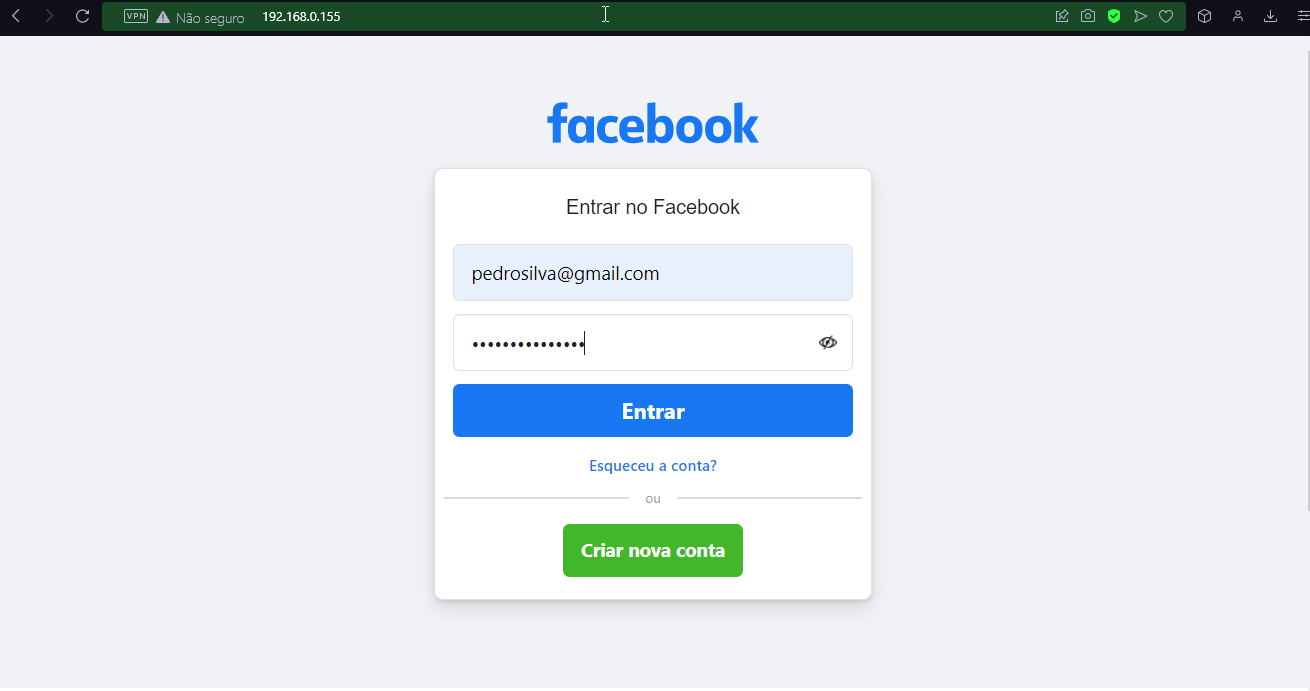 VPN Não seguro 192.168.0.155
facebook
Entrar no Facebook
pedrosilva@gmail.com
•••••••••••••••
Entrar
Esqueceu a conta?
ou
Criar nova conta